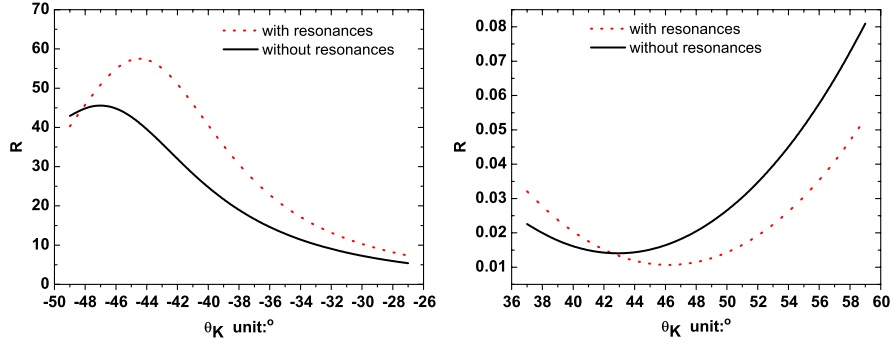 70
60
50
40
30
20
10
0
R
with resonances
without resonances
-50 -48 -46 -44 -42 -40 -38 -36 -34 -32 -30 -28 -26
θK unit:°
0.08
0.07
0.06
0.05
0.04
0.03
0.02
0.01
R
with resonances
without resonances
36 38 40 42 44 46 48 50 52 54 56 58 60
θK unit:°